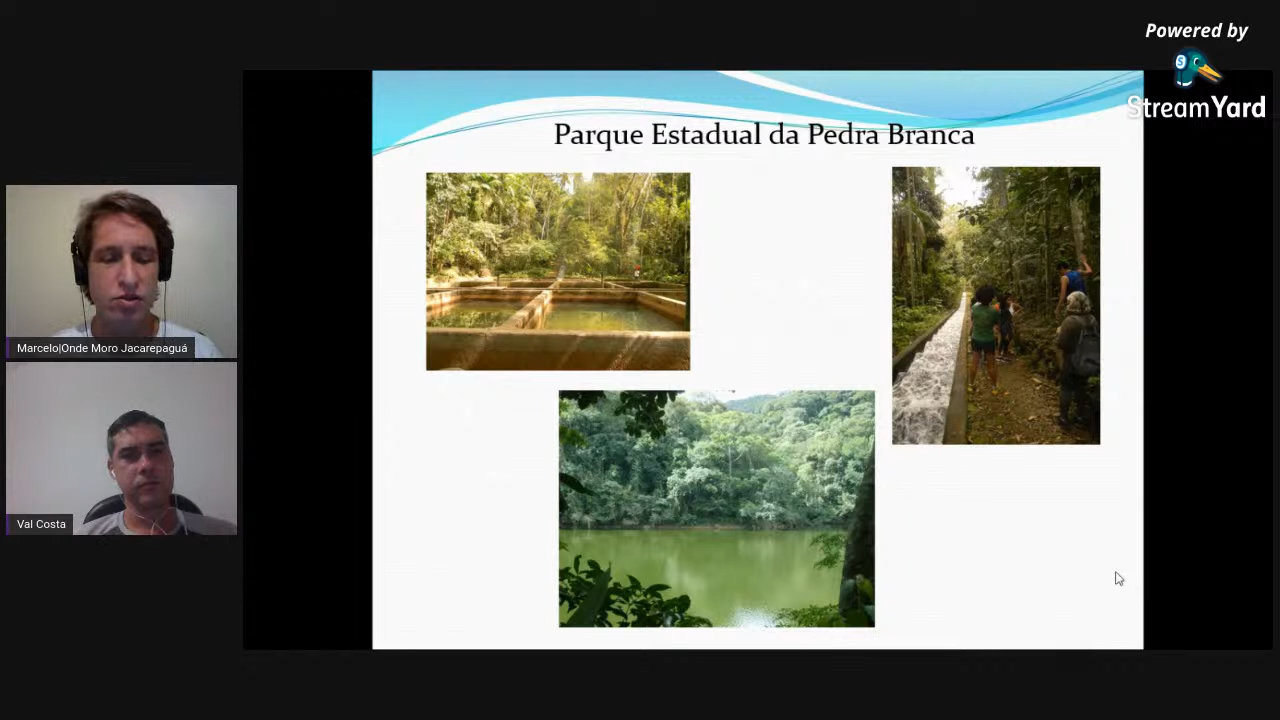 Powered by
StreamYard
Parque Estadual da Pedra Branca
Marcelo|Onde Moro Jacarepaguá
Val Costa